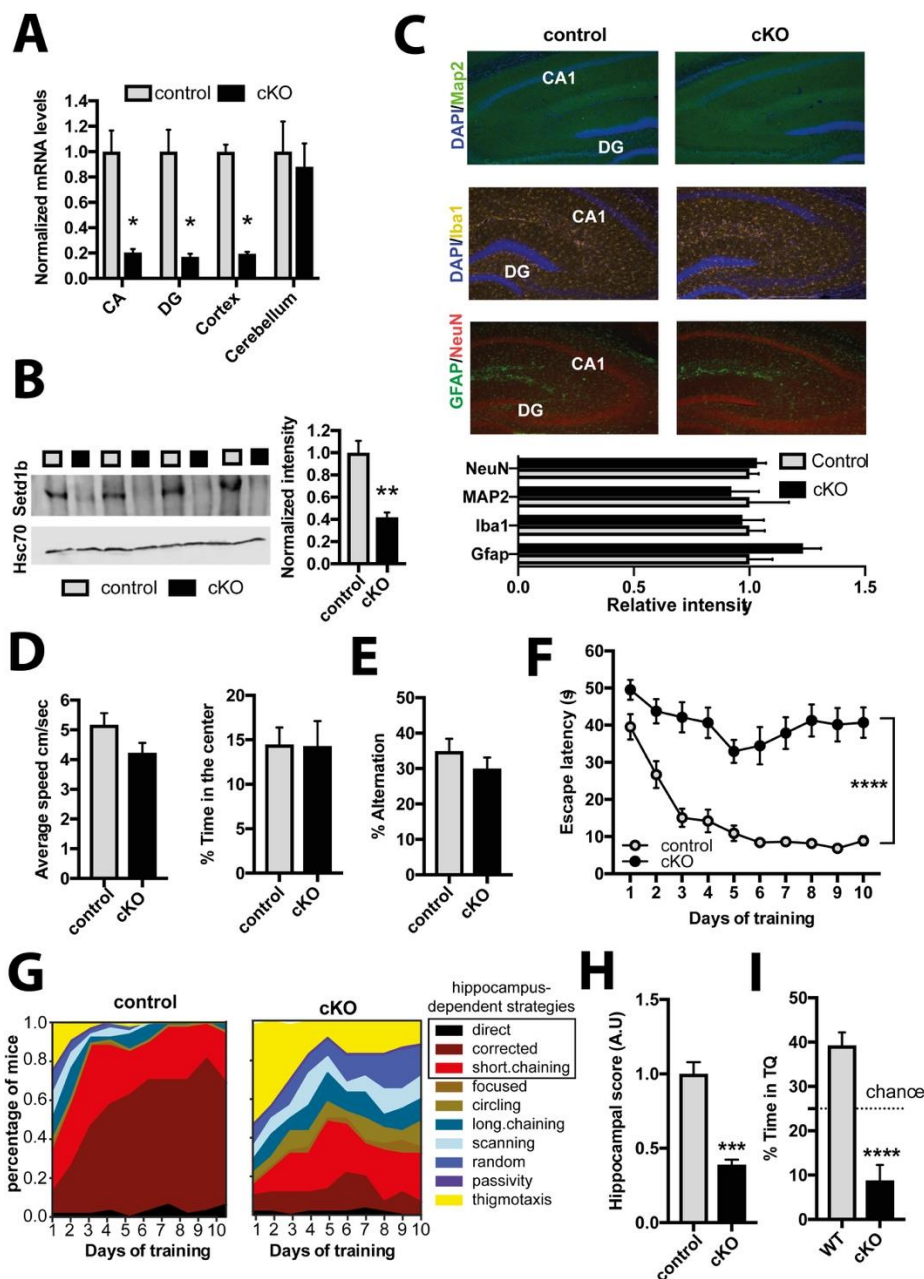 A
control cKO
Normalized mRNA levels
1.4
1.2
1.0
0.8
0.6
0.4
0.2
0
* * *
CA DG Cortex Cerebellum
B
Setd1b
Hsc70
control cKO
Normalized intensity
1.2
1.0
0.8
0.6
0.4
0.2
0.0
**
control cKO
C
control cKO
DAPI/Map2
CA1
DG
DAPI/Iba1
CA1
DG
GFAP/NeuN
CA1
DG
NeuN
MAP2
Iba1
Gfap
Control
cKO
0.0 0.5 1.0 1.5
Relative intensity
D
Average speed cm/sec
6
5
4
3
2
1
0
control cKO
% Time in the center
20
15
10
5
0
control cKO
E
% Alternation
50
40
30
20
10
0
control cKO
F
Escape latency (s)
60
50
40
30
20
10
0
****
control
cKO
1 2 3 4 5 6 7 8 9 10
Days of training
G
control
cKO
percentage of mice
1.0
0.8
0.6
0.4
0.2
0.0
1 2 3 4 5 6 7 8 9 10
Days of training
1 2 3 4 5 6 7 8 9 10
Days of training
hippocampus-
dependent strategies
direct
corrected
short.chaining
focused
circling
long.chaining
scanning
random
passivity
thigmotaxis
H
Hippocampal score (A.U)
1.5
1.0
0.5
0.0
***
control cKO
I
% Time in TQ
50
40
30
20
10
0
chance
****
WT cKO